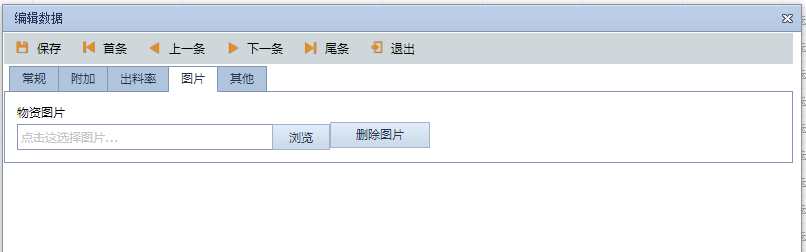 编辑数据
保存 首条 上一条 下一条 尾条 退出
常规 附加 出料率 图片 其他
物资图片
点击这选择图片... 浏览 删除图片